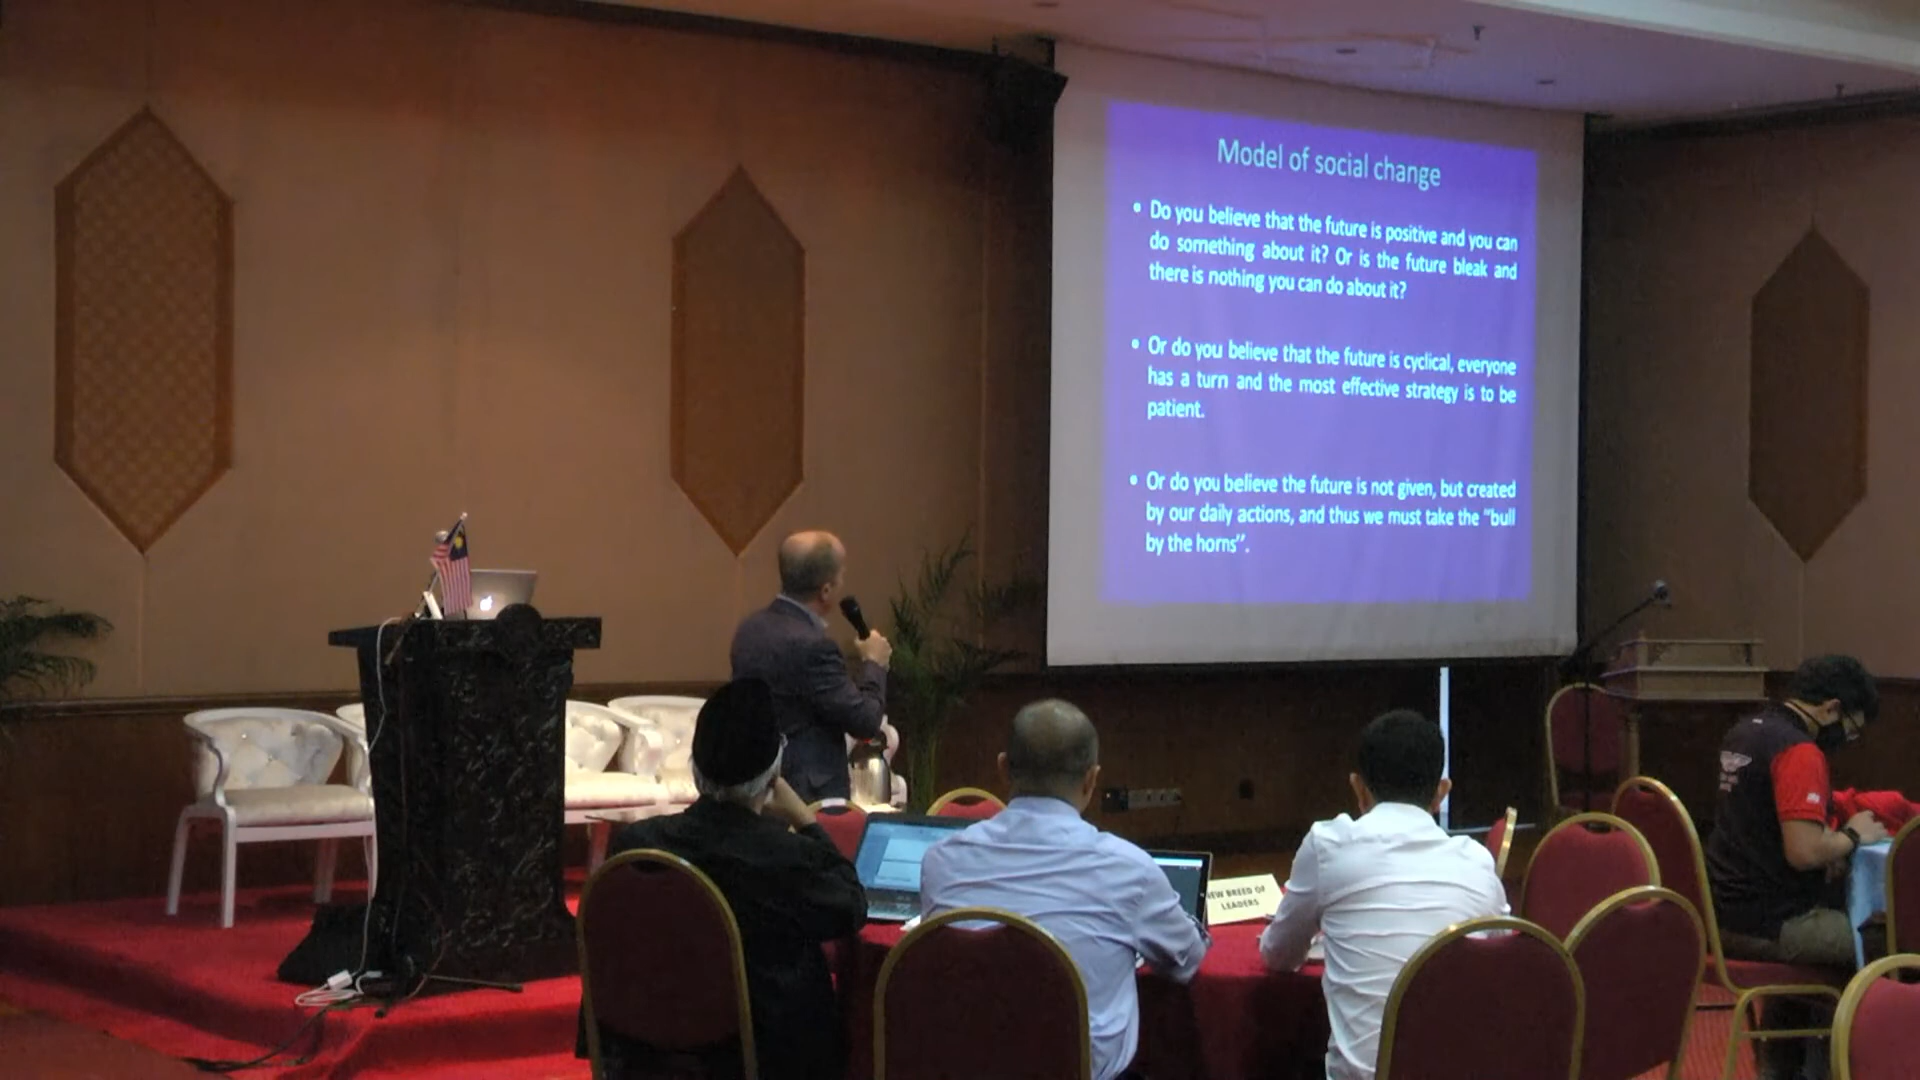 Model of social change
• Do you believe that the future is positive and you can
do something about it? Or is the future bleak and
there is nothing you can do about it?
• Or do you believe that the future is cyclical, everyone
has a turn and the most effective strategy is to be
patient.
• Or do you believe the future is not given, but created
by our daily actions, and thus we must take the "bull
by the horns".
NEW BREED OF
LEADERS